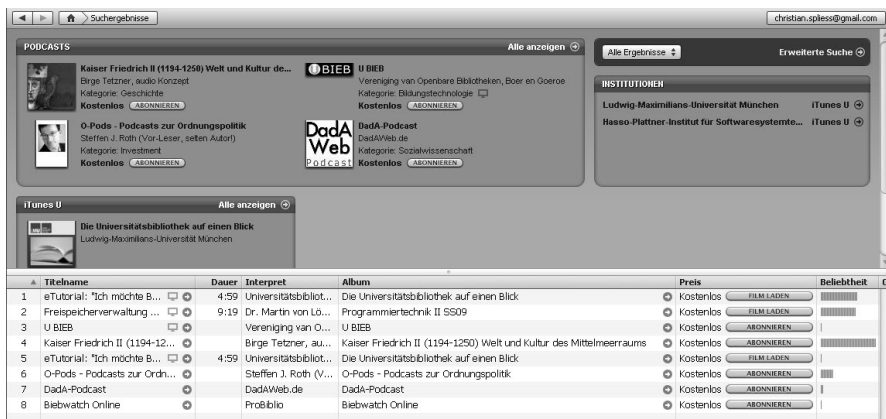 Suchergebnisse
christian.spliess@gmail.com
PODCASTS
Alle anzeigen
Kaiser Friedrich II (1194-1250) Welt und Kultur de...
Birge Tetzner, audio Konzept
Kategorie: Geschichte
Kostenlos ABONNIEREN
BIEB
U BIEB
Vereniging van Openbare Bibliotheken, Boer en Goeroe
Kategorie: Bildungstechnologie
Kostenlos ABONNIEREN
O-Pods - Podcasts zur Ordnungspolitik
Steffen J. Roth (Vor-Leser, selten Autor!)
Kategorie: Investment
Kostenlos ABONNIEREN
DadA
Web
Podcast
DadA-Podcast
DadAWeb.de
Kategorie: Sozialwissenschaft
Kostenlos ABONNIEREN
Alle Ergebnisse
Erweiterte Suche
INSTITUTIONEN
Ludwig-Maximilians-Universität München iTunes U
Hasso-Plattner-Institut für Softwaresystemte... iTunes U
iTunes U
Alle anzeigen
Die Universitätsbibliothek auf einen Blick
Ludwig-Maximilians-Universität München
Titelname Dauer Interpret Album Preis Beliebtheit
1 eTutorial: "Ich möchte B... 4:59 Universitätsbibliot... Die Universitätsbibliothek auf einen Blick Kostenlos FILM LADEN
2 Freispeicherverwaltung ... 9:19 Dr. Martin von Lö... Programmiertechnik II SS09 Kostenlos FILM LADEN
3 U BIEB Vereniging van O... U BIEB Kostenlos ABONNIEREN
4 Kaiser Friedrich II (1194-12... Birge Tetzner, au... Kaiser Friedrich II (1194-1250) Welt und Kultur des Mittelmeerraums Kostenlos ABONNIEREN
5 eTutorial: "Ich möchte B... 4:59 Universitätsbibliot... Die Universitätsbibliothek auf einen Blick Kostenlos FILM LADEN
6 O-Pods - Podcasts zur Ordn... Steffen J. Roth (V... O-Pods - Podcasts zur Ordnungspolitik Kostenlos ABONNIEREN
7 DadA-Podcast DadAWeb.de DadA-Podcast Kostenlos ABONNIEREN
8 Biebwatch Online ProBiblio Biebwatch Online Kostenlos ABONNIEREN